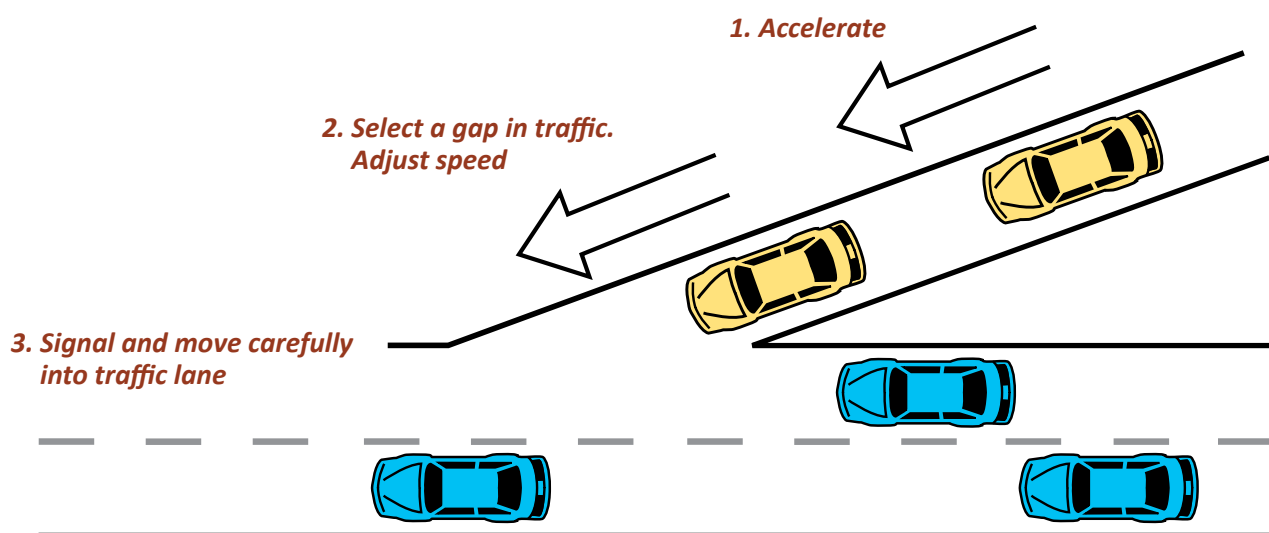 1. Accelerate
2. Select a gap in traffic.
Adjust speed
3. Signal and move carefully
into traffic lane